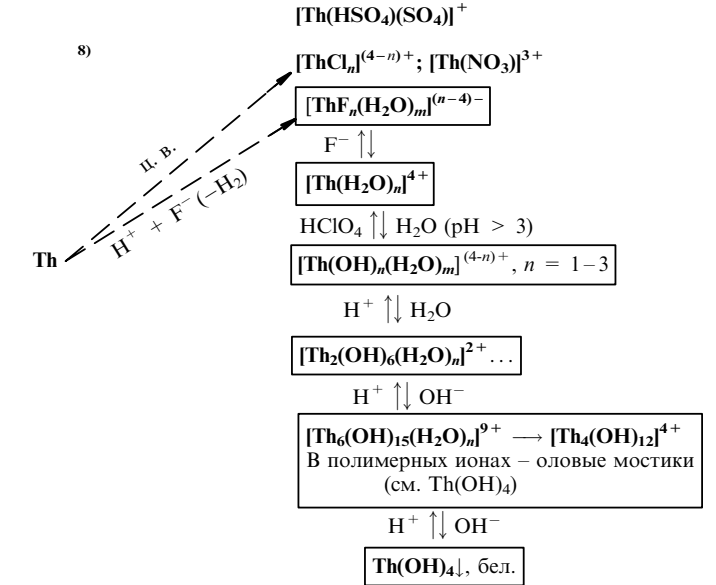 [Th(HSO₄)(SO₄)]⁺
8)
[ThClₙ]⁽⁴⁻ⁿ⁾⁺; [Th(NO₃)]³⁺
[ThFₙ(H₂O)ₘ]⁽ⁿ⁻⁴⁾⁻
F⁻ ↑↓
ц. в.
H⁺ + F⁻ (−H₂)
[Th(H₂O)ₙ]⁴⁺
HClO₄ ↑↓ H₂O (pH > 3)
Th
[Th(OH)ₙ(H₂O)ₘ]⁽⁴⁻ⁿ⁾⁺, n = 1–3
H⁺ ↑↓ H₂O
[Th₂(OH)₆(H₂O)ₙ]²⁺...
H⁺ ↑↓ OH⁻
[Th₆(OH)₁₅(H₂O)ₙ]⁹⁺ → [Th₄(OH)₁₂]⁴⁺
В полимерных ионах – оловые мостики
(см. Th(OH)₄)
H⁺ ↑↓ OH⁻
Th(OH)₄↓, бел.